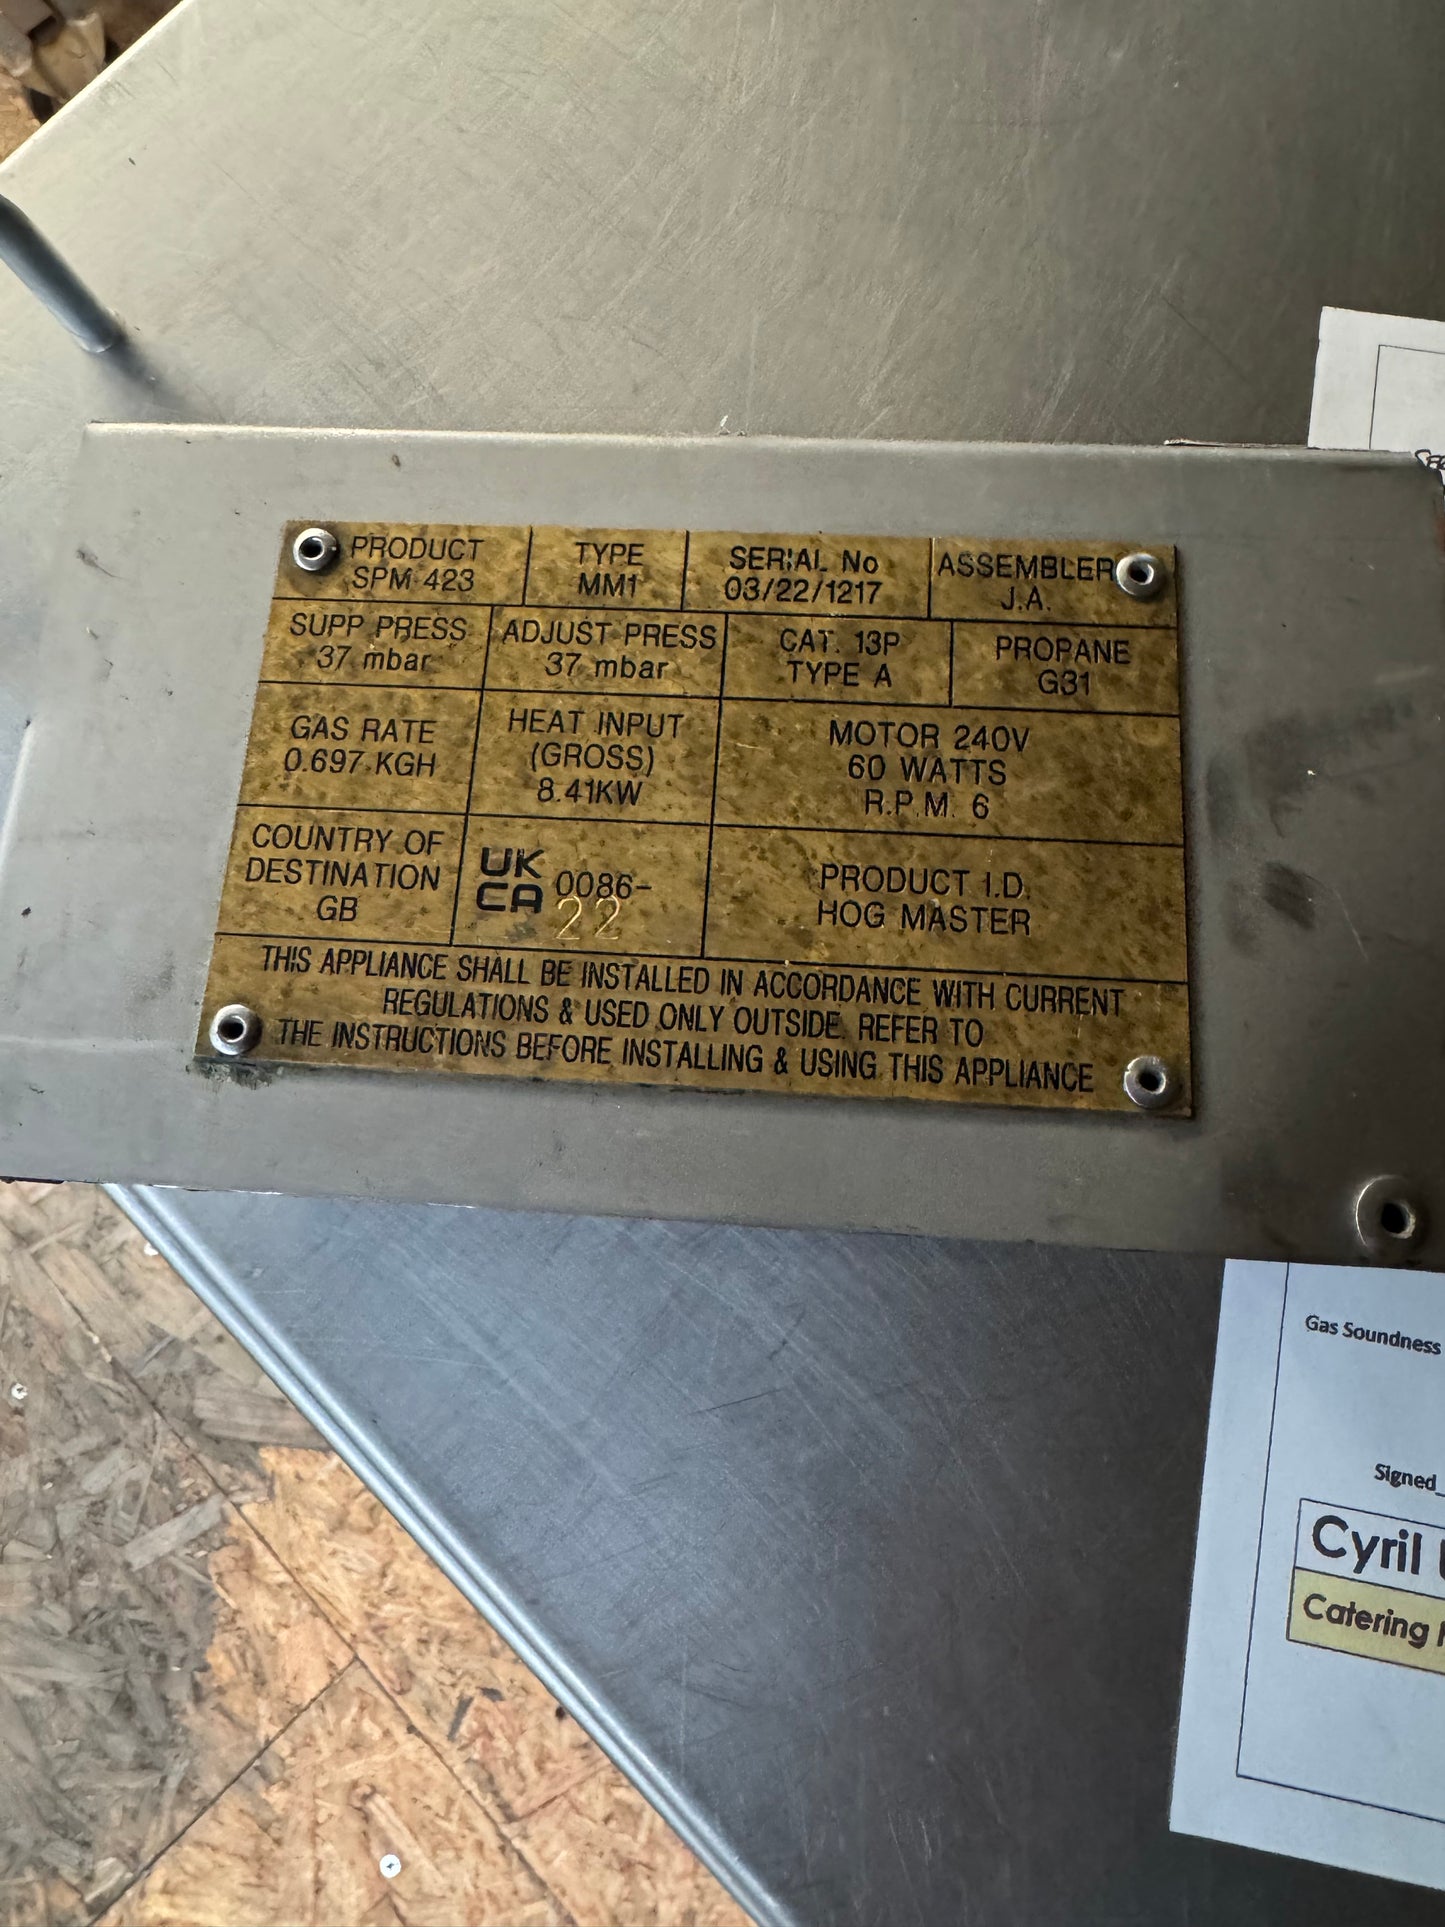 PRODUCT
SPM 423
TYPE
MM1
SERIAL No
03/22/1217
ASSEMBLER
J.A.
SUPP PRESS
37 mbar
ADJUST PRESS
37 mbar
CAT. 13P
TYPE A
PROPANE
G31
GAS RATE
0.697 KGH
HEAT INPUT
(GROSS)
8.41KW
MOTOR 240V
60 WATTS
R.P.M. 6
COUNTRY OF
DESTINATION
GB
UK
CA
0086-
22
PRODUCT I.D.
HOG MASTER
THIS APPLIANCE SHALL BE INSTALLED IN ACCORDANCE WITH CURRENT
REGULATIONS & USED ONLY OUTSIDE. REFER TO
THE INSTRUCTIONS BEFORE INSTALLING & USING THIS APPLIANCE
Gas Soundness
Signed_
Cyril
Catering